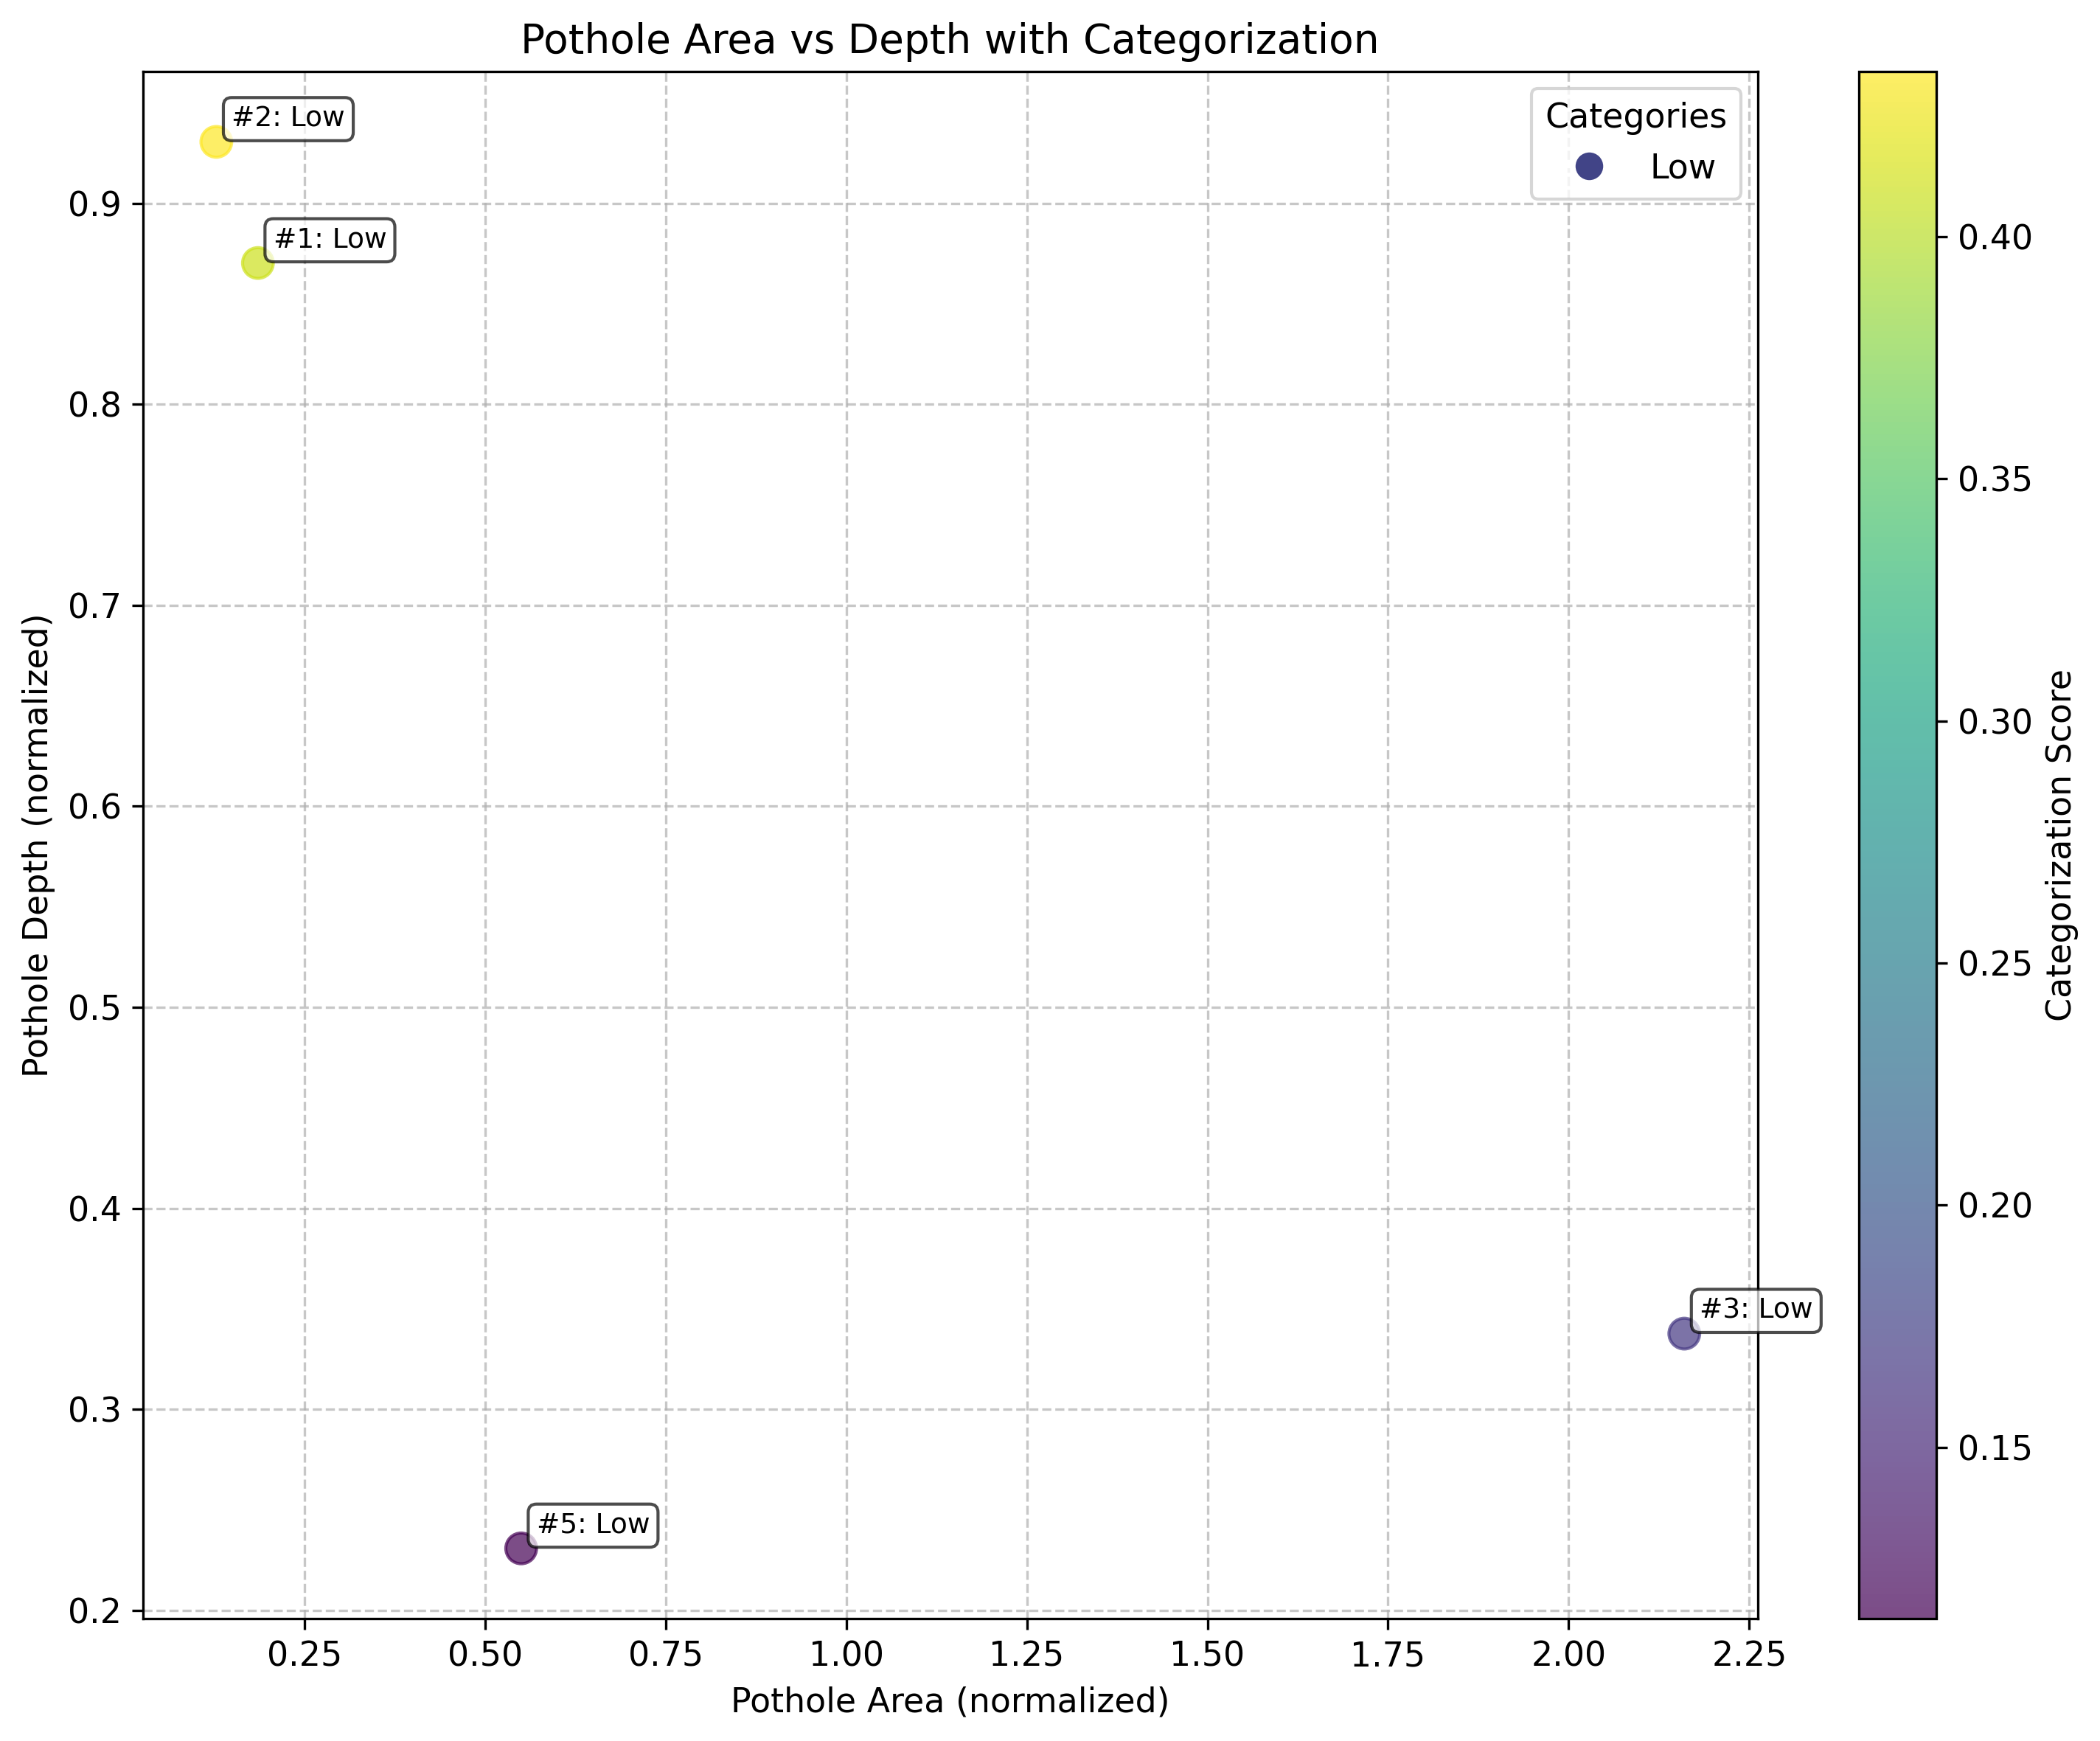 Pothole Area vs Depth with Categorization
#2: Low
#1: Low
#3: Low
#5: Low
Categories
Low
Pothole Depth (normalized)
0.9
0.8
0.7
0.6
0.5
0.4
0.3
0.2
0.25 0.50 0.75 1.00 1.25 1.50 1.75 2.00 2.25
Pothole Area (normalized)
0.40
0.35
0.30
0.25
0.20
0.15
Categorization Score